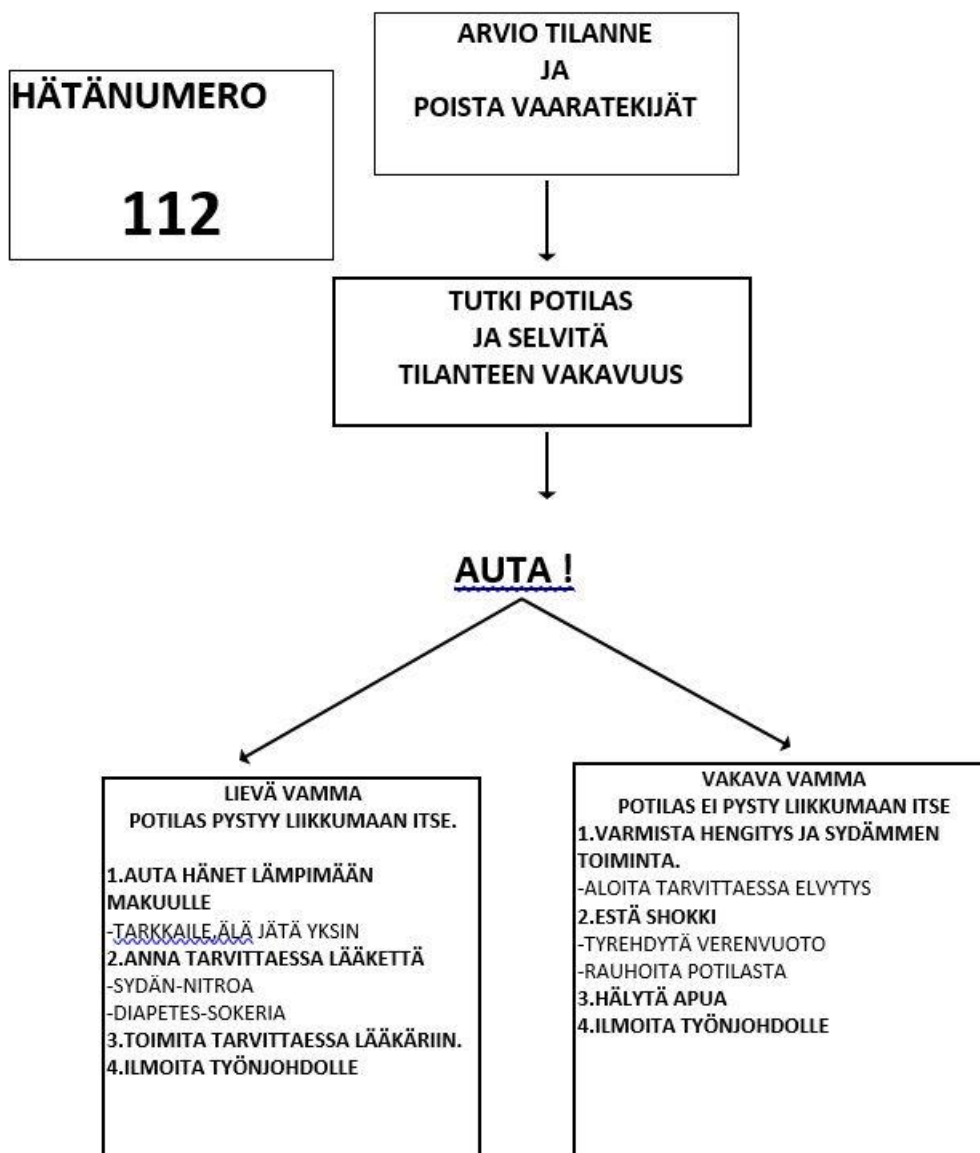 HÄTÄNUMERO
112
ARVIO TILANNE
JA
POISTA VAARATEKIJÄT
TUTKI POTILAS
JA SELVITÄ
TILANTEEN VAKAVUUS
AUTA !
LIEVÄ VAMMA
POTILAS PYSTYY LIIKKUMAAN ITSE.
1.AUTA HÄNET LÄMPIMÄÄN
MAKUULLE
-TARKKAILE,ÄLÄ JÄTÄ YKSIN
2.ANNA TARVITTAESSA LÄÄKETTÄ
-SYDÄN-NITROA
-DIAPETES-SOKERIA
3.TOIMITA TARVITTAESSA LÄÄKÄRIIN.
4.ILMOITA TYÖNJOHDOLLE
VAKAVA VAMMA
POTILAS EI PYSTY LIIKKUMAAN ITSE
1.VARMISTA HENGITYS JA SYDÄMMEN
TOIMINTA.
-ALOITA TARVITTAESSA ELVYTYS
2.ESTÄ SHOKKI
-TYREHDYTÄ VERENVUOTO
-RAUHOITA POTILASTA
3.HÄLYTÄ APUA
4.ILMOITA TYÖNJOHDOLLE